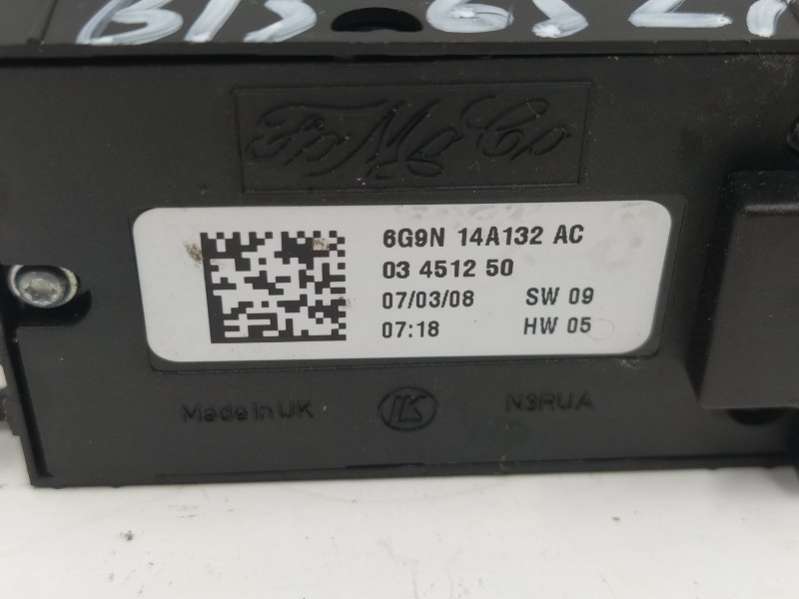 FoMoCo
6G9N 14A132 AC
03 4512 50
07/03/08 SW 09
07:18 HW 05
Made in UK
N3RUA